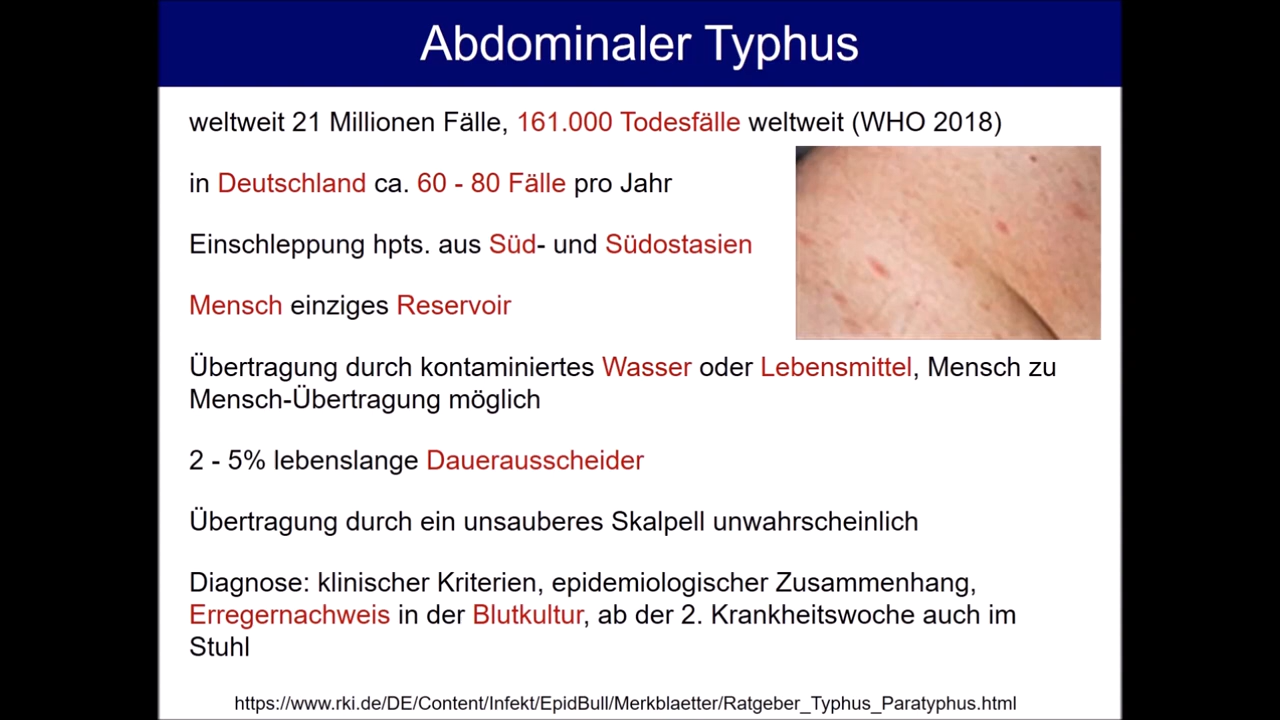 Abdominaler Typhus
weltweit 21 Millionen Fälle, 161.000 Todesfälle weltweit (WHO 2018)
in Deutschland ca. 60 - 80 Fälle pro Jahr
Einschleppung hpts. aus Süd- und Südostasien
Mensch einziges Reservoir
Übertragung durch kontaminiertes Wasser oder Lebensmittel, Mensch zu
Mensch-Übertragung möglich
2 - 5% lebenslange Dauerausscheider
Übertragung durch ein unsauberes Skalpell unwahrscheinlich
Diagnose: klinischer Kriterien, epidemiologischer Zusammenhang,
Erregernachweis in der Blutkultur, ab der 2. Krankheitswoche auch im
Stuhl
https://www.rki.de/DE/Content/Infekt/EpidBull/Merkblaetter/Ratgeber_Typhus_Paratyphus.html